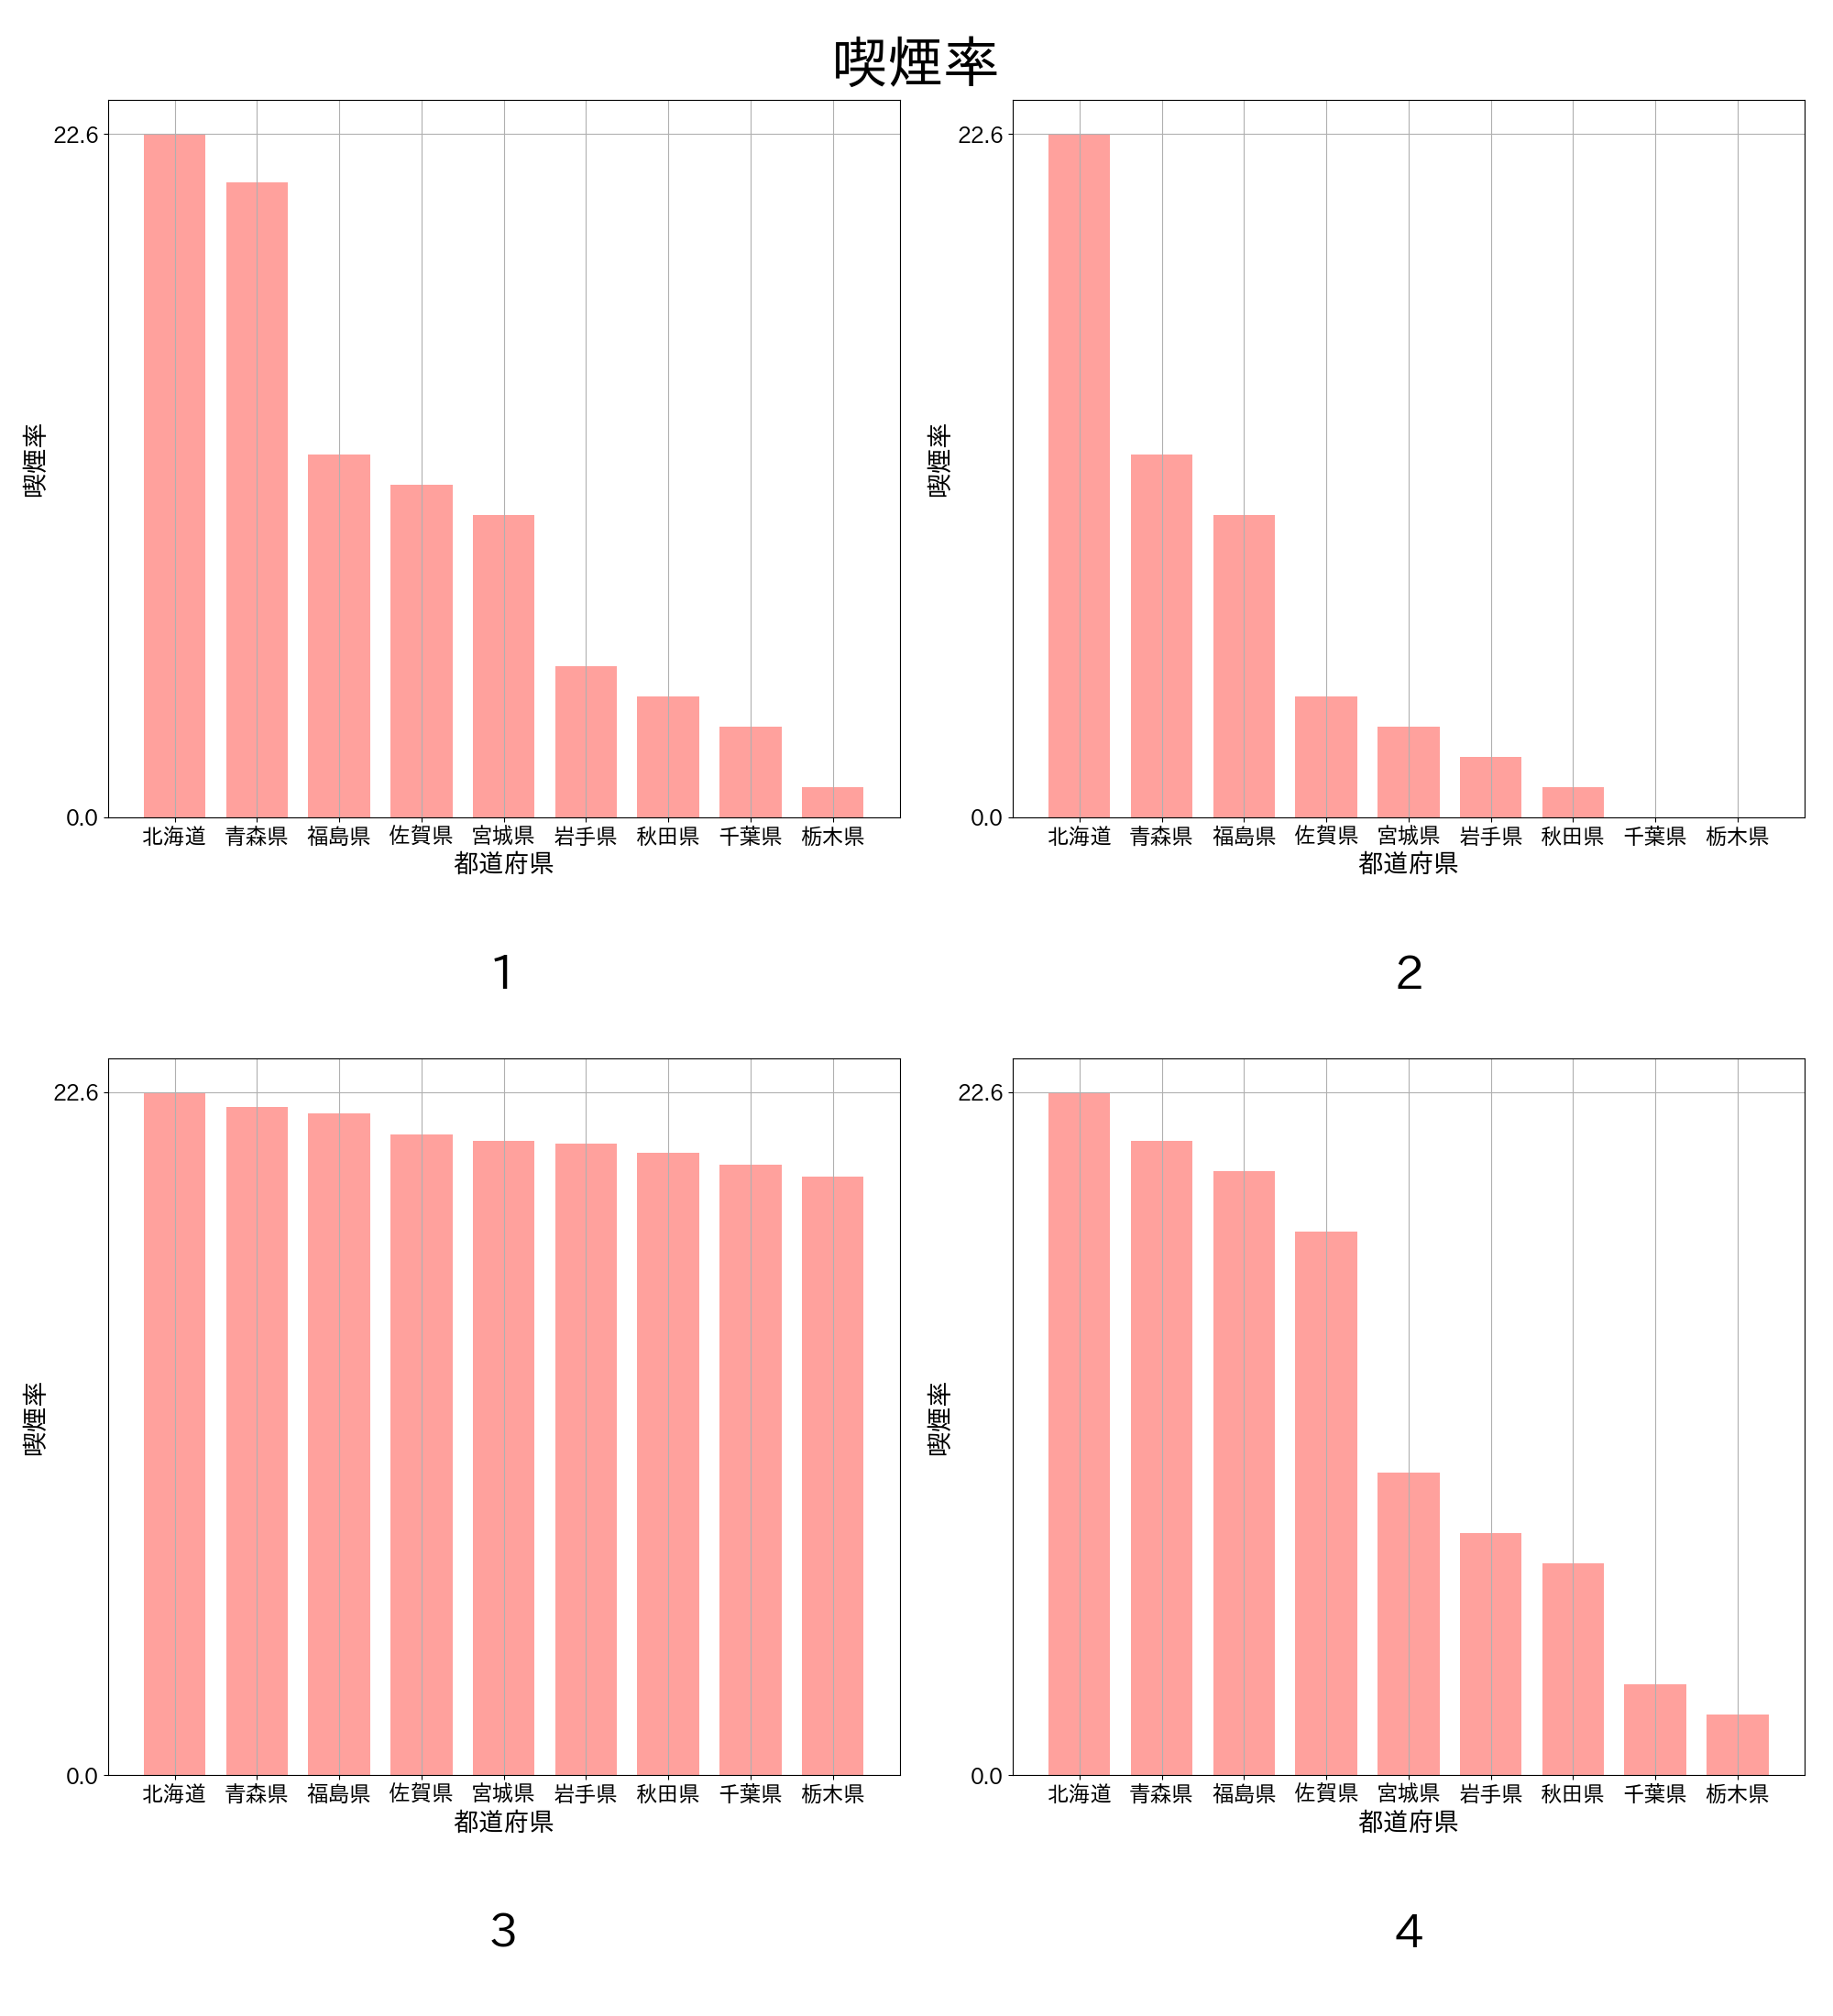 喫煙率
22.6
0.0
喫煙率
北海道 青森県 福島県 佐賀県 宮城県 岩手県 秋田県 千葉県 栃木県
都道府県
1
22.6
0.0
喫煙率
北海道 青森県 福島県 佐賀県 宮城県 岩手県 秋田県 千葉県 栃木県
都道府県
2
22.6
0.0
喫煙率
北海道 青森県 福島県 佐賀県 宮城県 岩手県 秋田県 千葉県 栃木県
都道府県
3
22.6
0.0
喫煙率
北海道 青森県 福島県 佐賀県 宮城県 岩手県 秋田県 千葉県 栃木県
都道府県
4